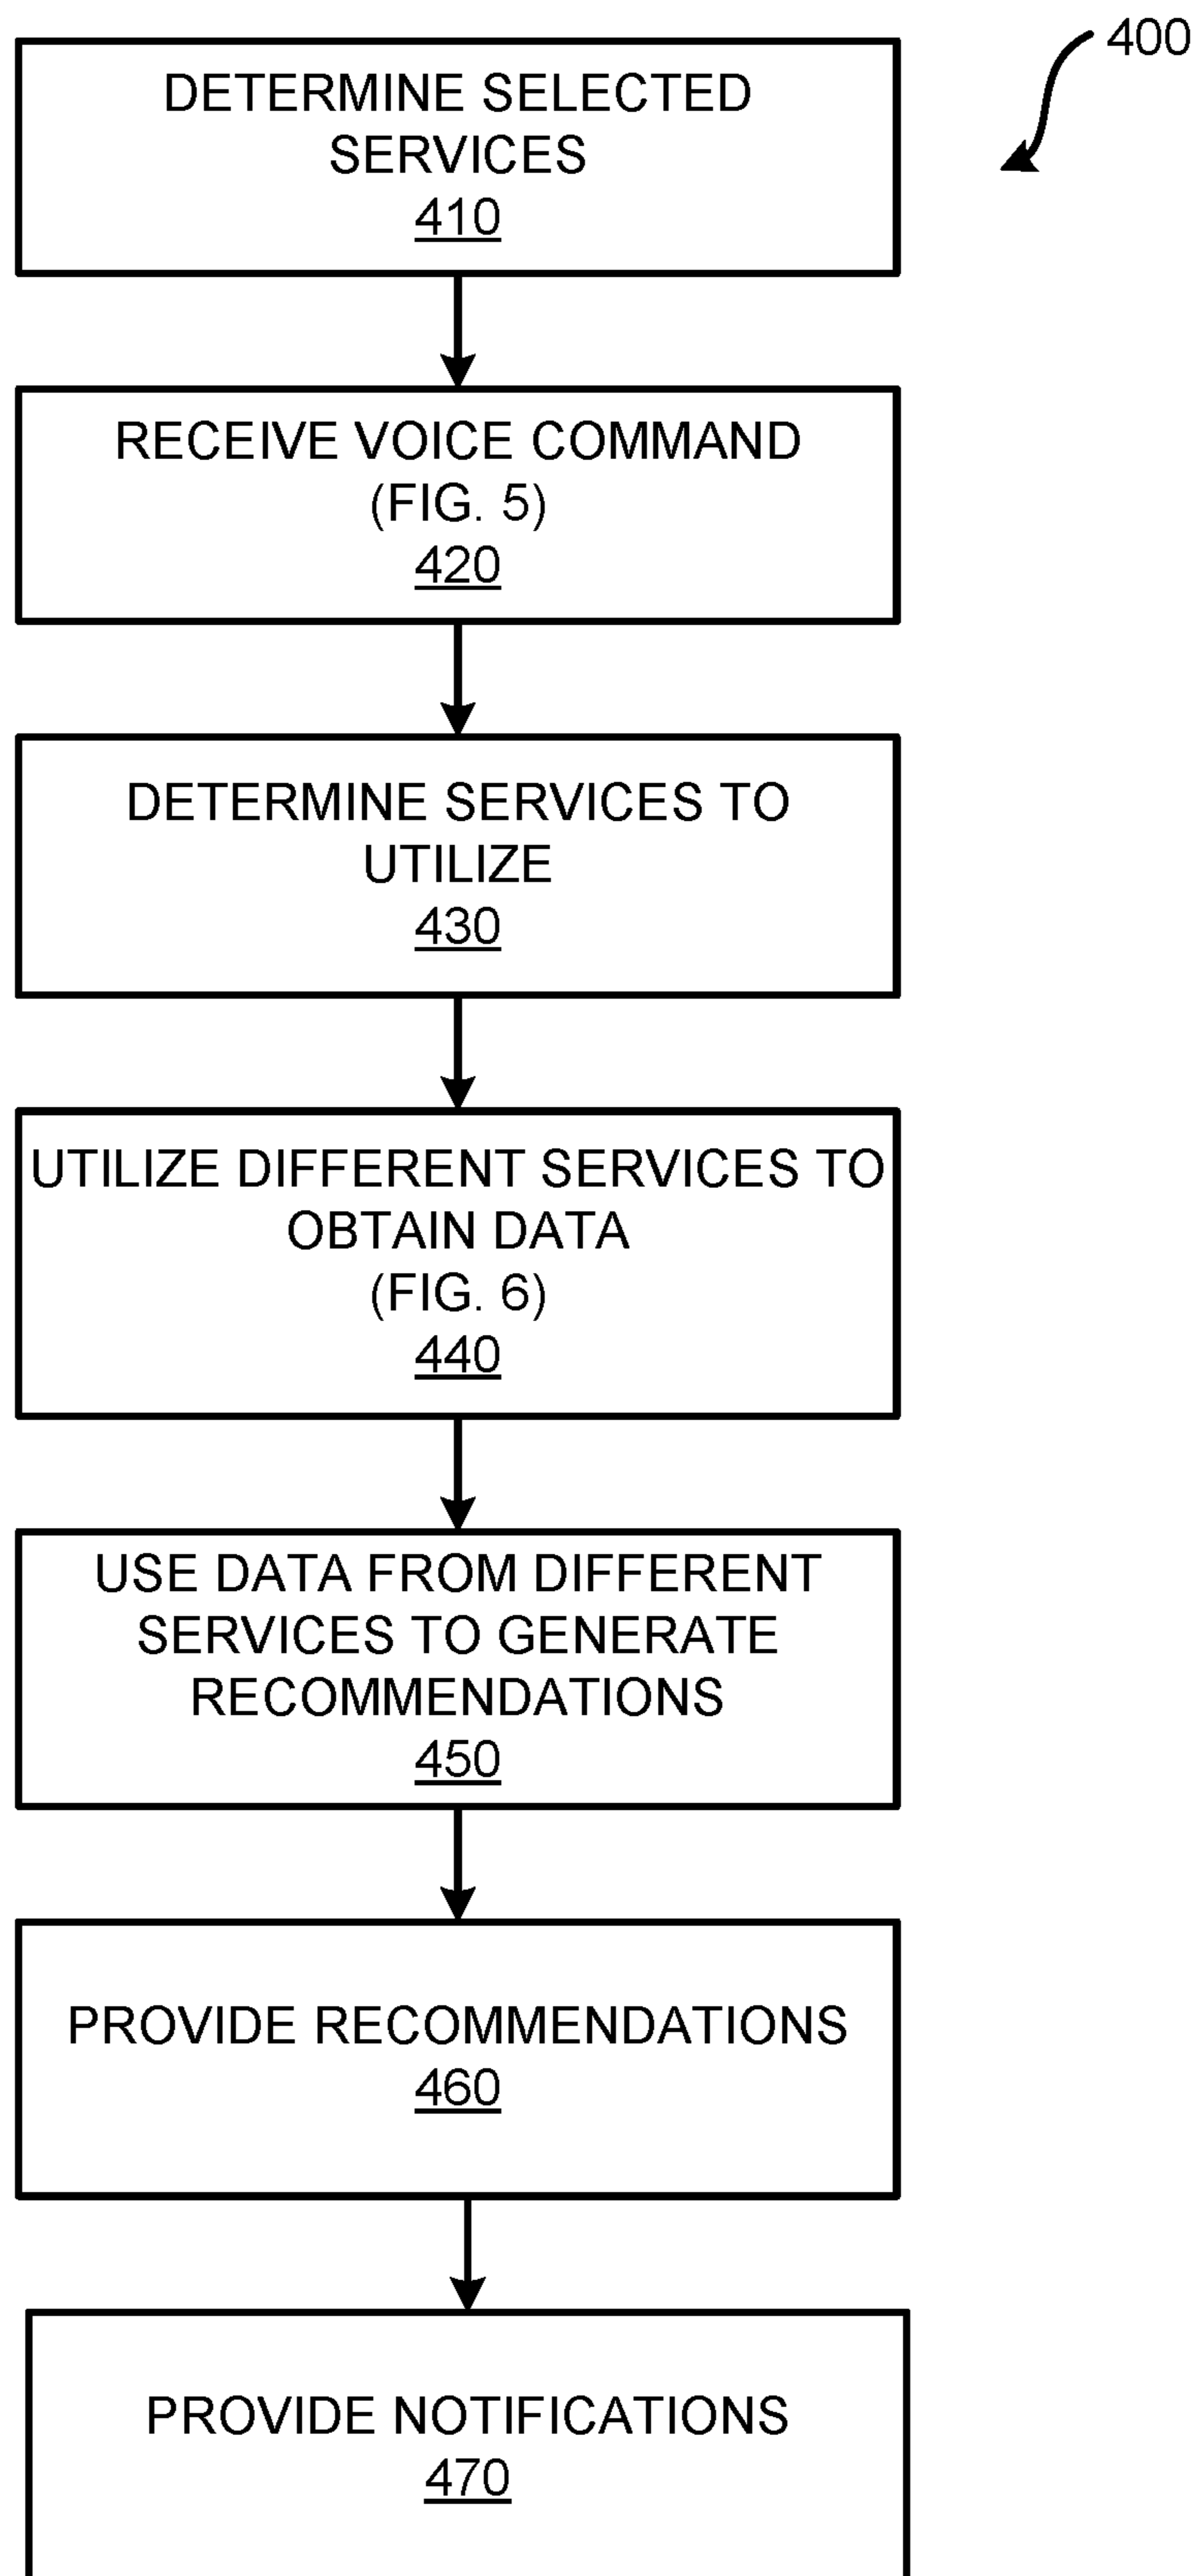 400
DETERMINE SELECTED
SERVICES
410
RECEIVE VOICE COMMAND
(FIG. 5)
420
DETERMINE SERVICES TO
UTILIZE
430
UTILIZE DIFFERENT SERVICES TO
OBTAIN DATA
(FIG. 6)
440
USE DATA FROM DIFFERENT
SERVICES TO GENERATE
RECOMMENDATIONS
450
PROVIDE RECOMMENDATIONS
460
PROVIDE NOTIFICATIONS
470